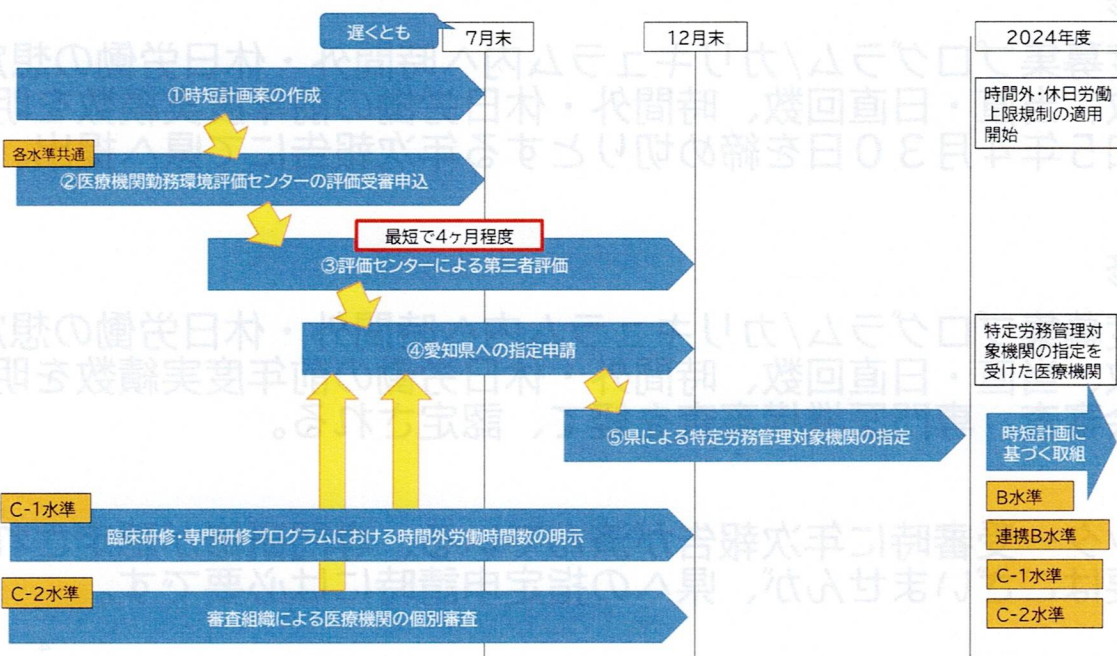 遅くとも
7月末
12月末
2024年度
①時短計画案の作成
時間外・休日労働
上限規制の適用
開始
各水準共通
②医療機関勤務環境評価センターの評価受審申込
最短で4ヶ月程度
③評価センターによる第三者評価
④愛知県への指定申請
特定労務管理対
象機関の指定を
受けた医療機関
⑤県による特定労務管理対象機関の指定
時短計画に
基づく取組
C-1水準
臨床研修・専門研修プログラムにおける時間外労働時間数の明示
C-2水準
審査組織による医療機関の個別審査
B水準
連携B水準
C-1水準
C-2水準